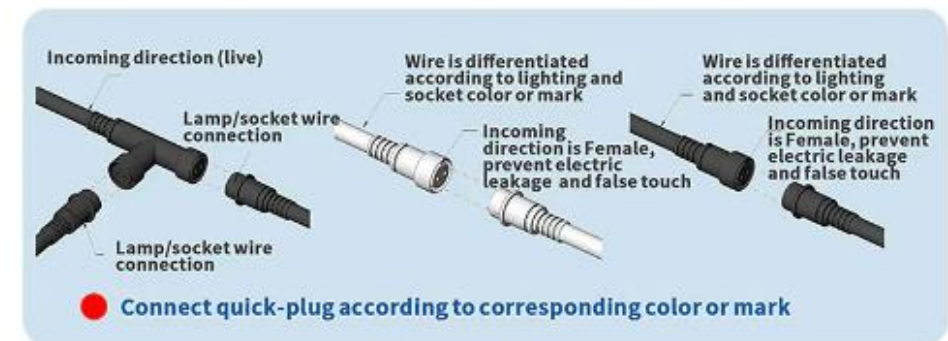 Incoming direction (live)
Lamp/socket wire
connection
Lamp/socket wire
connection
Wire is differentiated
according to lighting and
socket color or mark
Incoming
direction is Female,
prevent electric
leakage and false touch
Wire is differentiated
according to lighting
and socket color or mark
Incoming direction
is Female, prevent
electric leakage
and false touch
Connect quick-plug according to corresponding color or mark